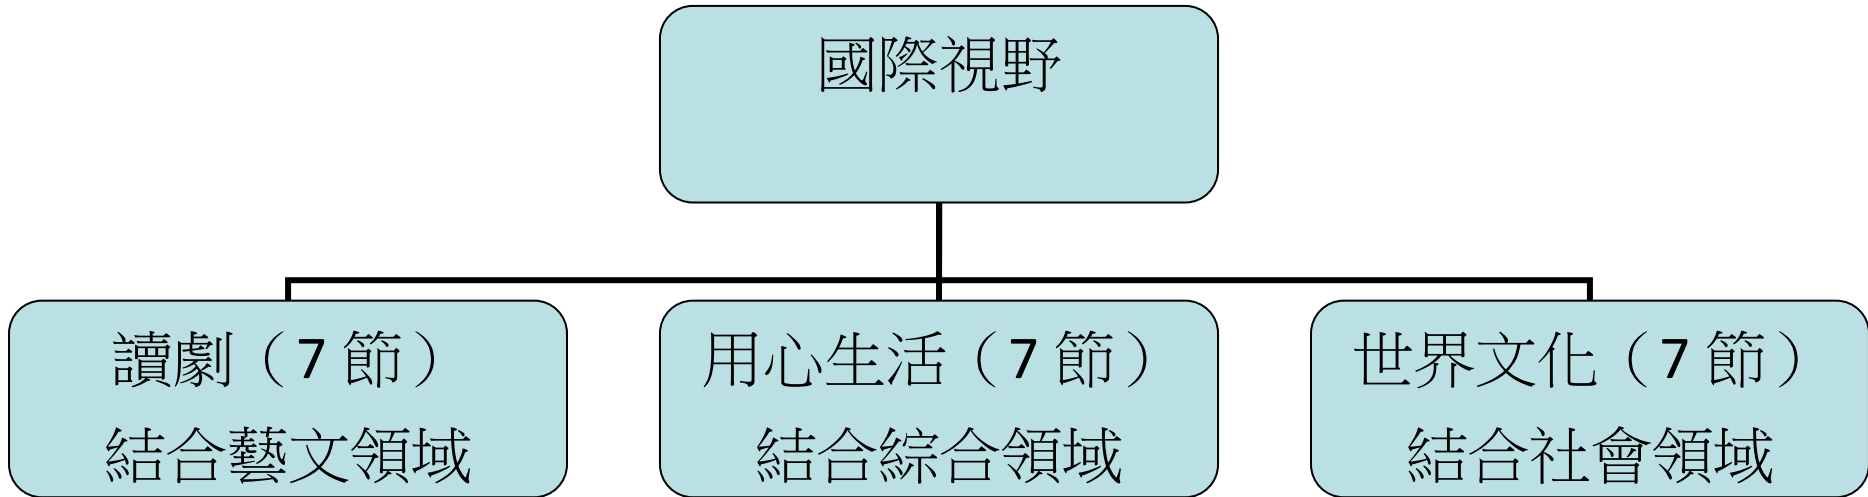 國際視野
讀劇（7 節）
結合藝文領域
用心生活（7 節）
結合綜合領域
世界文化（7 節）
結合社會領域